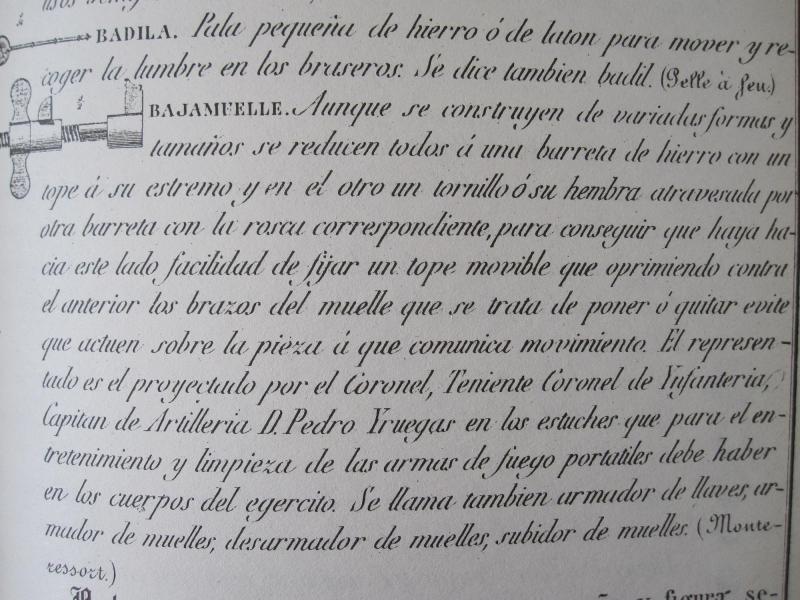 BADILA. Pala pequeña de hierro ó de laton para mover y re-
coger la lumbre en los braseros. Se dice tambien badil. (Pelle à feu.)
BAJAMUELLE. Aunque se construyen de variadas formas y
tamaños se reducen todos á una barreta de hierro con un
tope á su estremo y en el otro un tornillo ó su hembra atravesada por
otra barreta con la rosca correspondiente, para conseguir que haya ha-
cia este lado facilidad de fijar un tope movible que oprimiendo contra
el anterior los brazos del muelle que se trata de poner ó quitar evite
que actuen sobre la pieza á que comunica movimiento. El represen-
tado es el proyectado por el Coronel, Teniente Coronel de Ynfanteria,
Capitan de Artilleria D. Pedro Yruegas en los estuches que para el en-
tretenimiento y limpieza de las armas de fuego portatiles debe haber
en los cuerpos del egercito. Se llama tambien armador de llaves, ar-
mador de muelles, desarmador de muelles, subidor de muelles. (Monte-
ressort.)
y figura se-